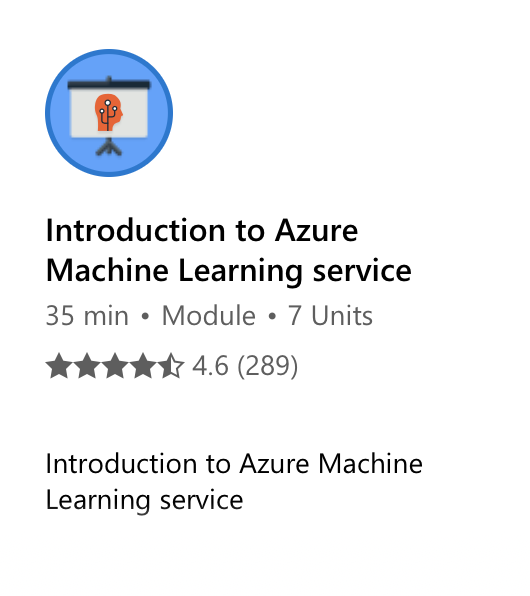 Introduction to Azure
Machine Learning service
35 min • Module • 7 Units
4.6 (289)
Introduction to Azure Machine
Learning service